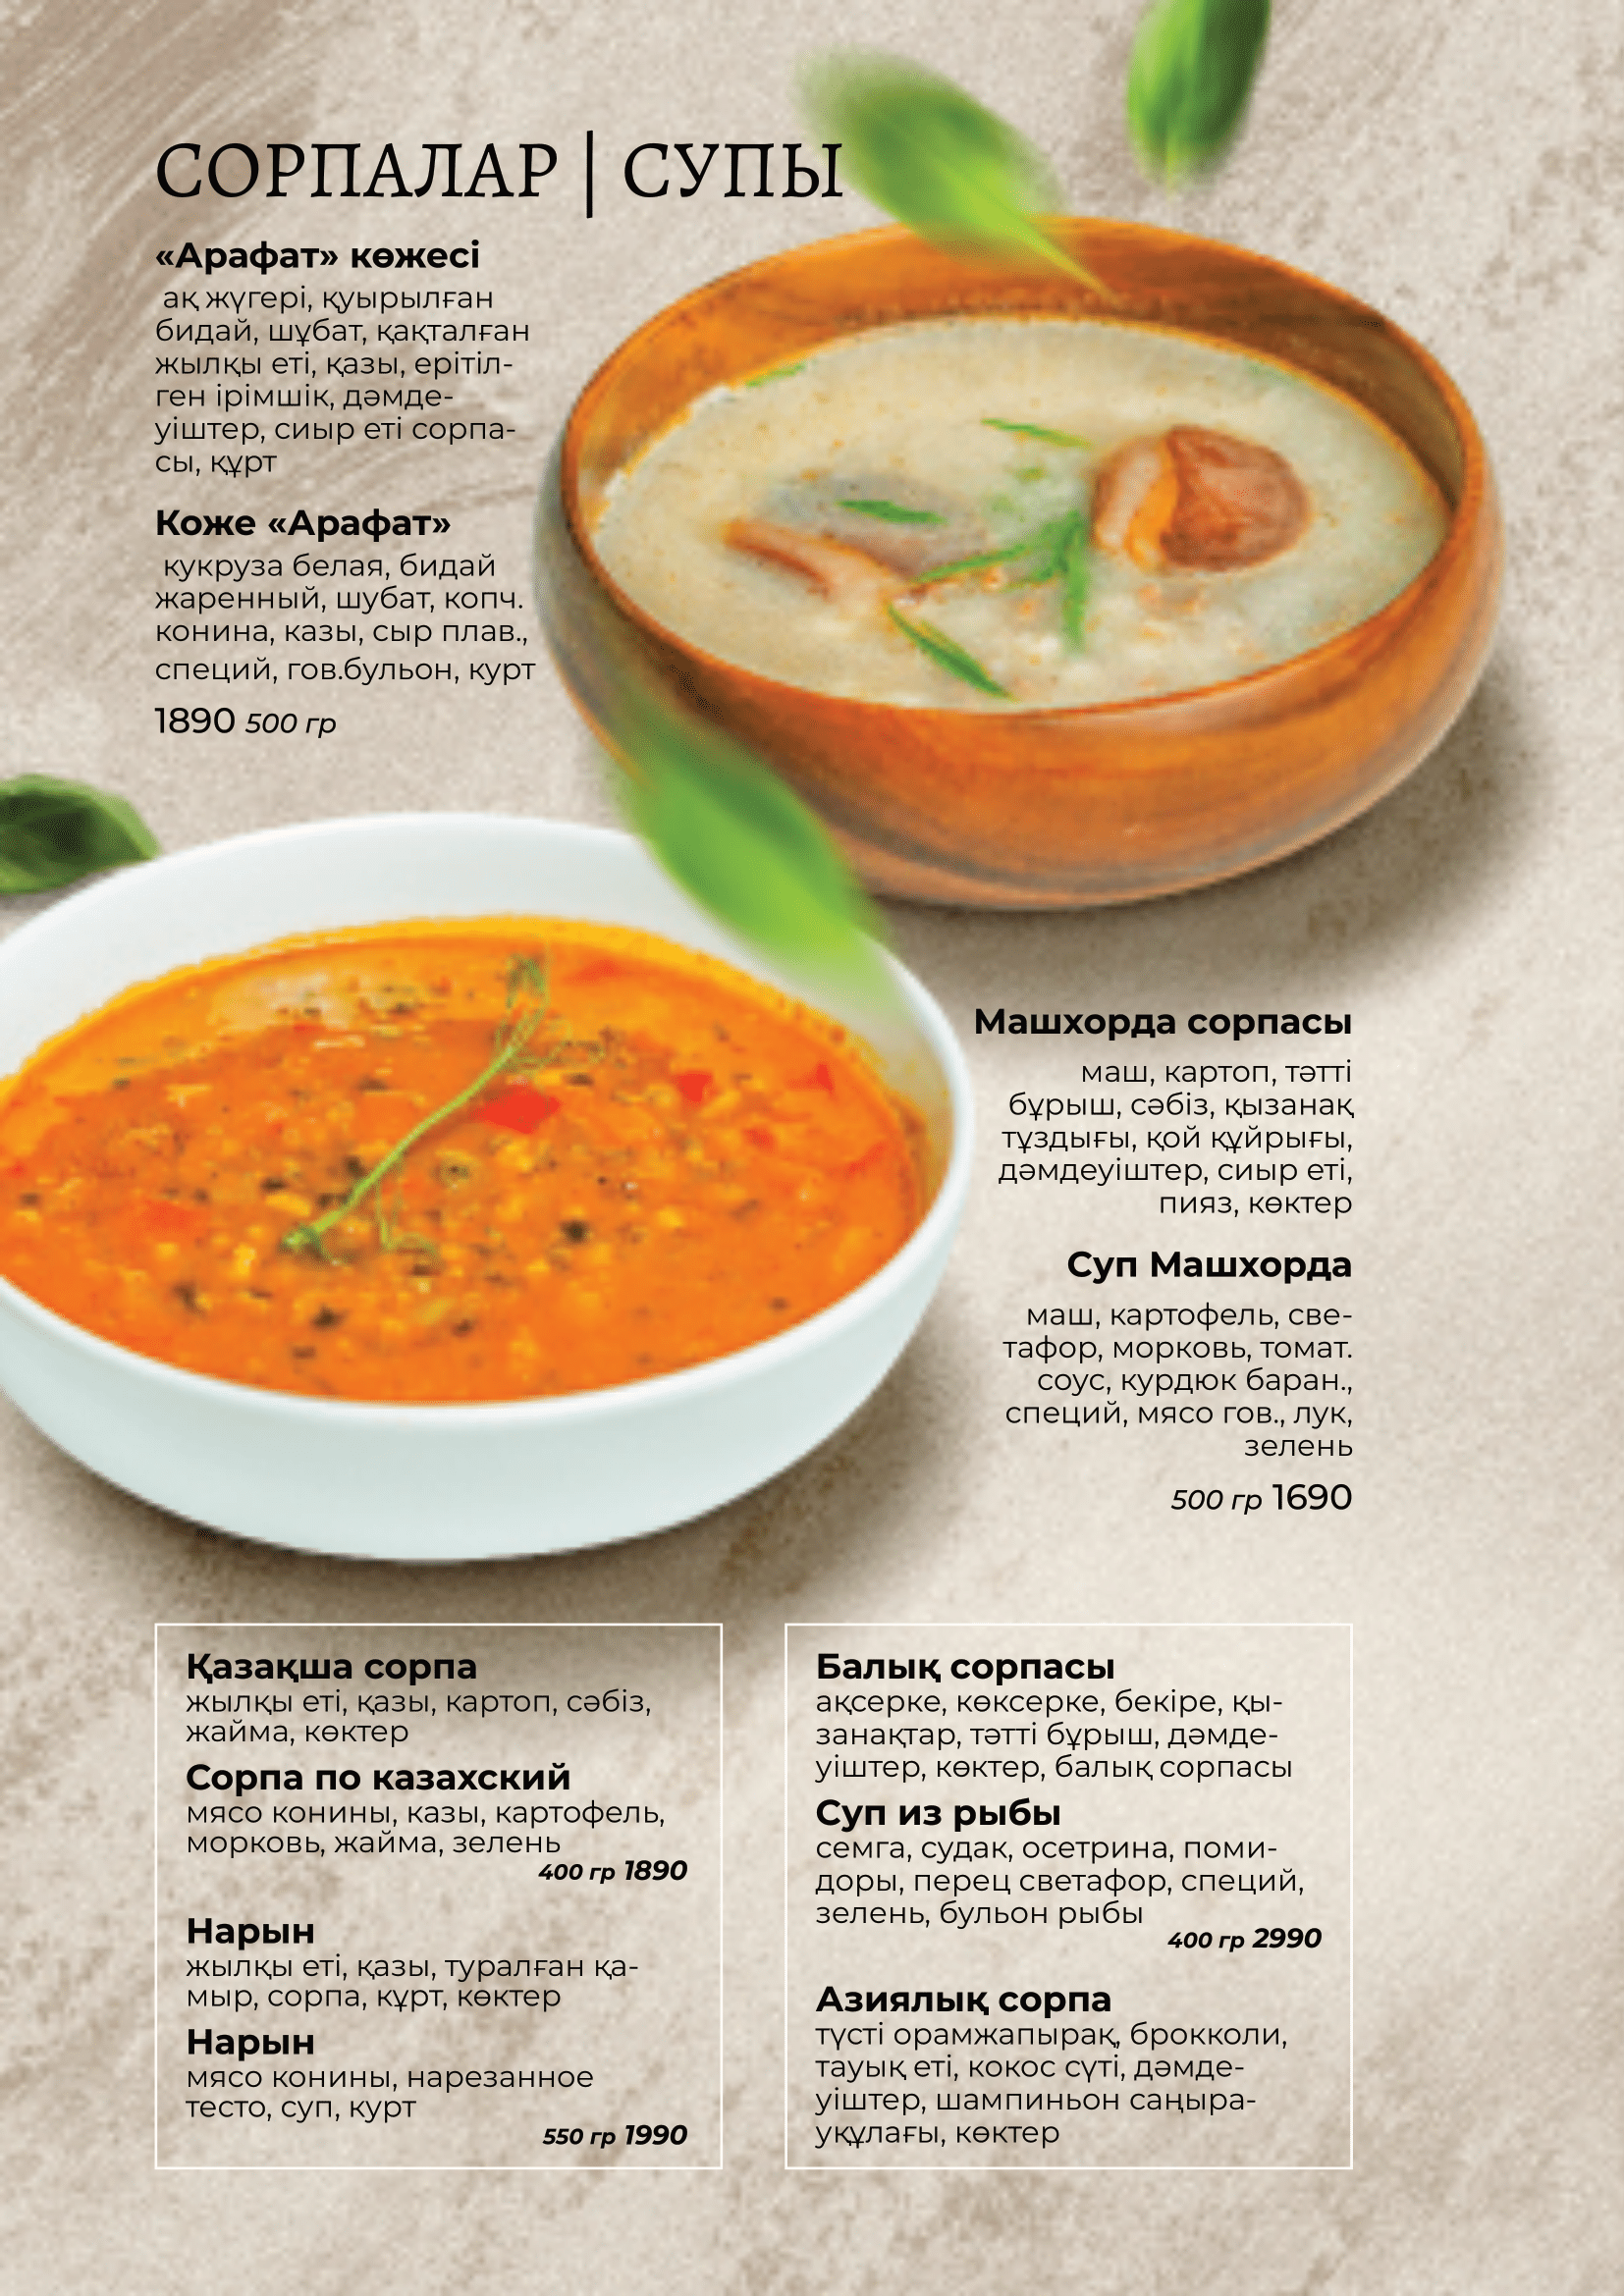 СОРПАЛАР | СУПЫ
«Арафат» көжесі
ақ жүгері, қуырылған
бидай, шұбат, қақталған
жылқы еті, қазы, ерітіл-
ген ірімшік, дәмде-
уіштер, сиыр еті сорпа-
сы, құрт
Коже «Арафат»
кукруза белая, бидай
жаренный, шубат, копч.
конина, казы, сыр плав.,
специй, гов.бульон, курт
1890 500 гр
Машхорда сорпасы
маш, картоп, тәтті
бұрыш, сәбіз, қызанақ
тұздығы, қой құйрығы,
дәмдеуіштер, сиыр еті,
пияз, көктер
Суп Машхорда
маш, картофель, све-
тафор, морковь, томат.
соус, курдюк баран.,
специй, мясо гов., лук,
зелень
500 гр 1690
Қазақша сорпа
жылқы еті, қазы, картоп, сәбіз,
жайма, көктер
Сорпа по казахский
мясо конины, казы, картофель,
морковь, жайма, зелень
400 гр 1890
Нарын
жылқы еті, қазы, туралған қа-
мыр, сорпа, құрт, көктер
Нарын
мясо конины, нарезанное
тесто, суп, курт
550 гр 1990
Балық сорпасы
ақсерке, көксерке, бекіре, қы-
занақтар, тәтті бұрыш, дәмде-
уіштер, көктер, балық сорпасы
Суп из рыбы
семга, судак, осетрина, поми-
доры, перец светафор, специй,
зелень, бульон рыбы
400 гр 2990
Азиялық сорпа
түсті орамжапырақ, брокколи,
тауық еті, кокос сүті, дәмде-
уіштер, шампиньон саңыра-
уқұлағы, көктер